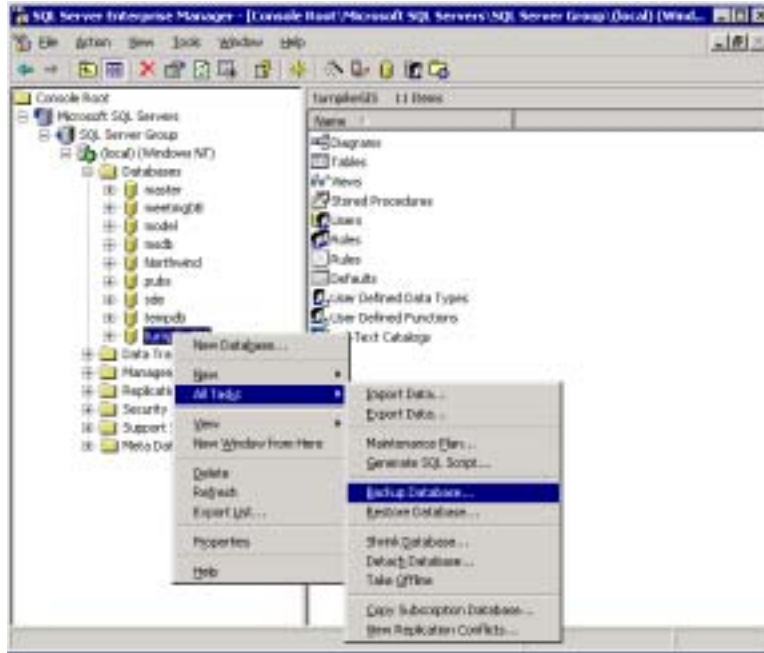 SQL Server Enterprise Manager - [Console Root\Microsoft SQL Servers\SQL Server Group\(local) (Wind...
File Action View Tools Window Help
Console Root
Microsoft SQL Servers
SQL Server Group
(local) (Windows NT)
Databases
master
meetingDB
model
msdb
Northwind
pubs
sde
tempdb
Data Tra
Manage
Replicati
Security
Support
Meta Dat
11 Items
Name
Diagrams
Tables
Views
Stored Procedures
Users
Roles
Rules
Defaults
User Defined Data Types
User Defined Functions
-Text Catalogs
New Database...
New
All Tasks
View
New Window from Here
Delete
Refresh
Export List...
Properties
Help
Import Data...
Export Data...
Maintenance Plan...
Generate SQL Script...
Backup Database...
Restore Database...
Shrink Database...
Detach Database...
Take Offline
Copy Subscription Database...
View Replication Conflicts...